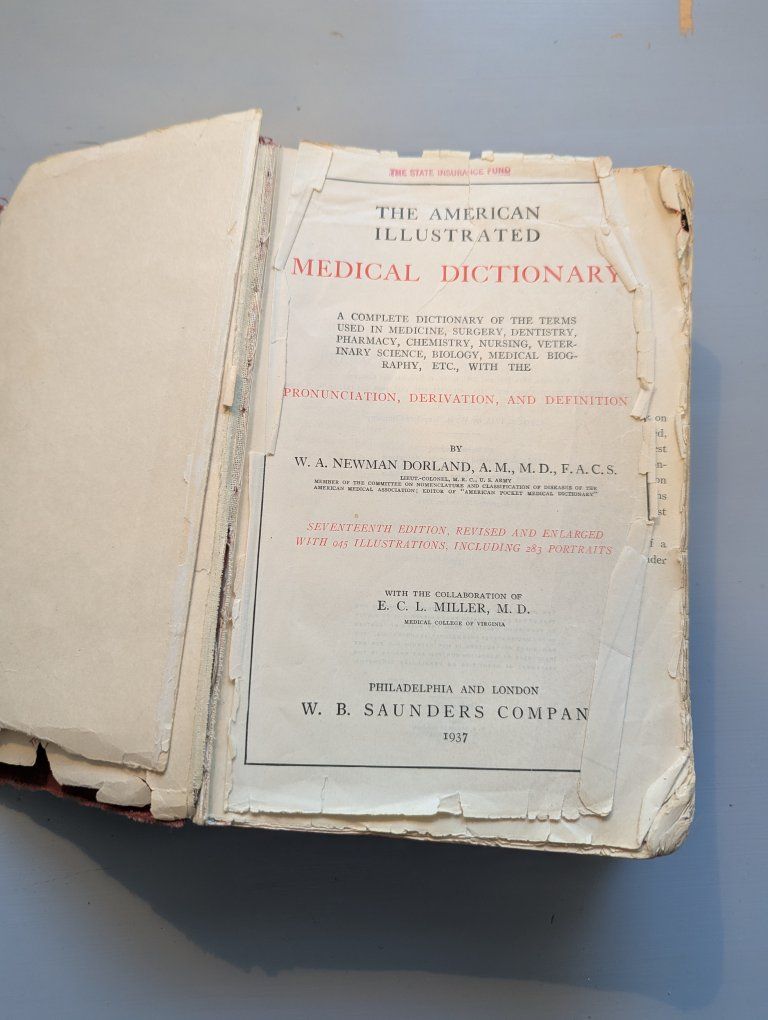 THE STATE INSURANCE FUND
THE AMERICAN
ILLUSTRATED
MEDICAL DICTIONARY
A COMPLETE DICTIONARY OF THE TERMS
USED IN MEDICINE, SURGERY, DENTISTRY,
PHARMACY, CHEMISTRY, NURSING, VETER-
INARY SCIENCE, BIOLOGY, MEDICAL BIOG-
RAPHY, ETC., WITH THE
PRONUNCIATION, DERIVATION, AND DEFINITION
BY
W. A. NEWMAN DORLAND, A. M., M. D., F. A. C. S.
LIEUT.-COLONEL, M. R. C., U. S. ARMY
MEMBER OF THE COMMITTEE ON NOMENCLATURE AND CLASSIFICATION OF DISEASES OF THE
AMERICAN MEDICAL ASSOCIATION; EDITOR OF "AMERICAN POCKET MEDICAL DICTIONARY"
SEVENTEENTH EDITION, REVISED AND ENLARGED
WITH 945 ILLUSTRATIONS, INCLUDING 283 PORTRAITS
WITH THE COLLABORATION OF
E. C. L. MILLER, M. D.
MEDICAL COLLEGE OF VIRGINIA
PHILADELPHIA AND LONDON
W. B. SAUNDERS COMPAN
1937